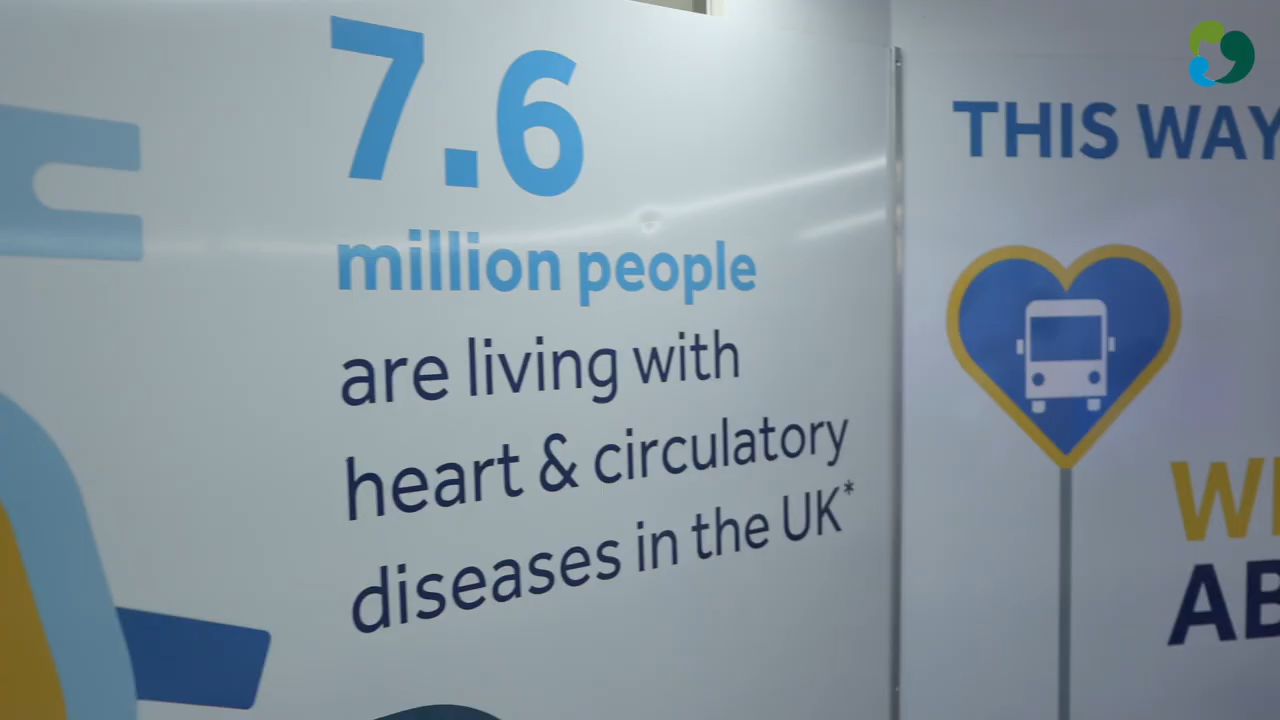 7.6
million people
are living with
heart & circulatory
diseases in the UK*
THIS WAY